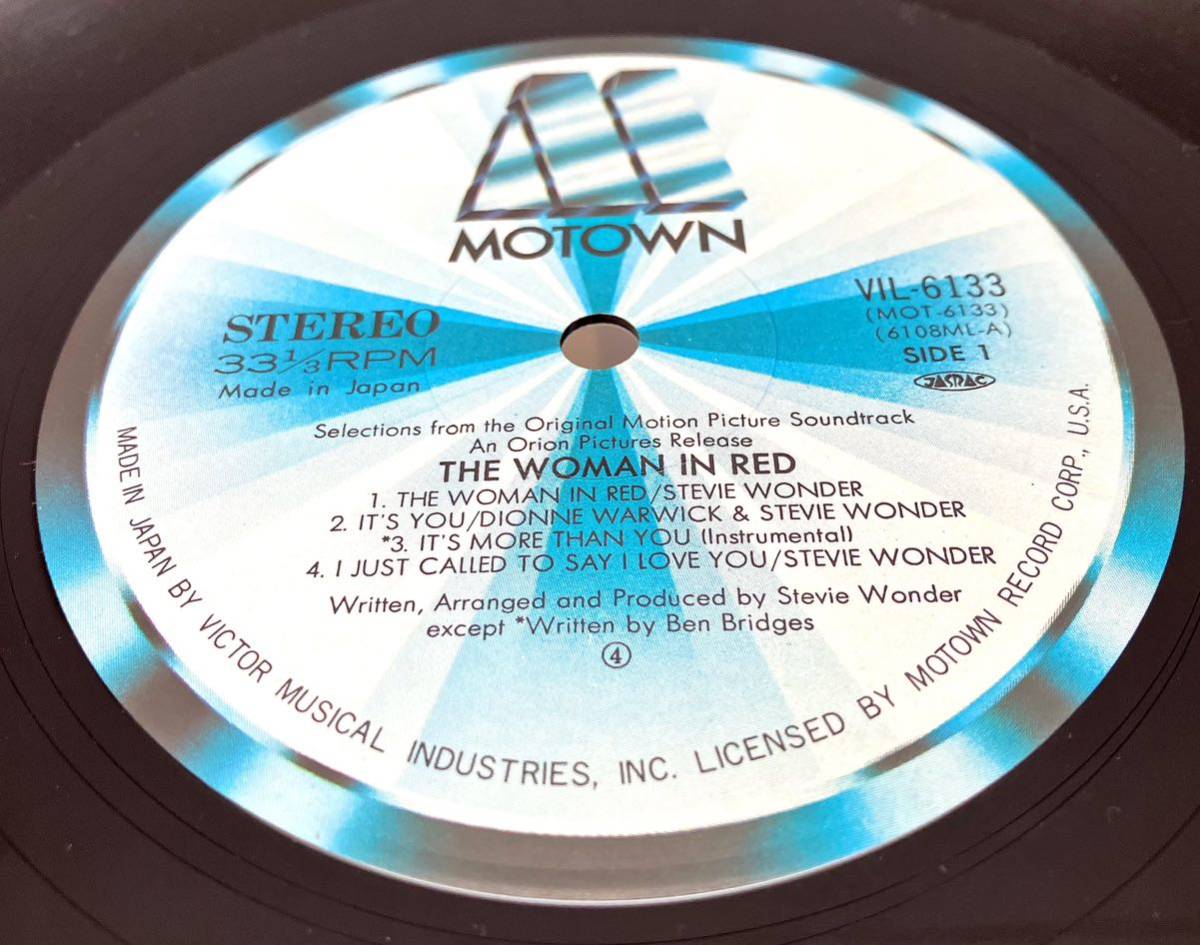 MOTOWN
STEREO
33 1/3 RPM
Made in Japan
VIL-6133
(MOT-6133)
(6108ML-A)
SIDE 1
JASRAC
Selections from the Original Motion Picture Soundtrack
An Orion Pictures Release
THE WOMAN IN RED
1. THE WOMAN IN RED/STEVIE WONDER
2. IT'S YOU/DIONNE WARWICK & STEVIE WONDER
*3. IT'S MORE THAN YOU (Instrumental)
4. I JUST CALLED TO SAY I LOVE YOU/STEVIE WONDER
Written, Arranged and Produced by Stevie Wonder
except *Written by Ben Bridges
④
MADE IN JAPAN BY VICTOR MUSICAL INDUSTRIES, INC. LICENSED BY MOTOWN RECORD CORP., U.S.A.